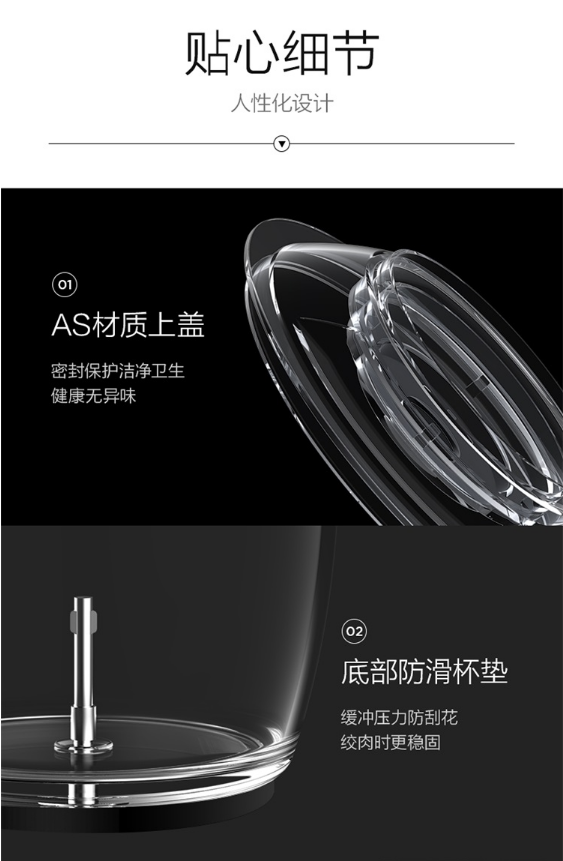 贴心细节
人性化设计
01
AS材质上盖
密封保护洁净卫生
健康无异味
02
底部防滑杯垫
缓冲压力防刮花
绞肉时更稳固